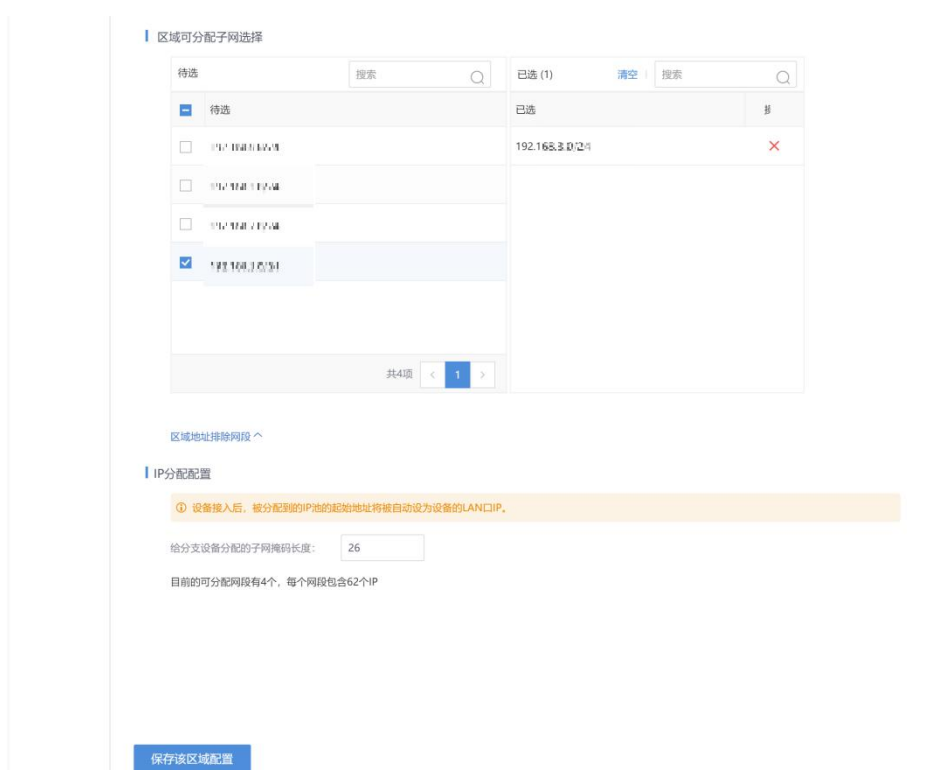 区域可分配子网选择
待选
搜索
已选 (1)
清空
搜索
待选
已选
192.168.3.0/24
共4项
1
区域地址排除网段
IP分配配置
设备接入后，被分配到的IP池的起始地址将被自动设为设备的LAN口IP。
给分支设备分配的子网掩码长度：
26
目前的可分配网段有4个，每个网段包含62个IP
保存该区域配置